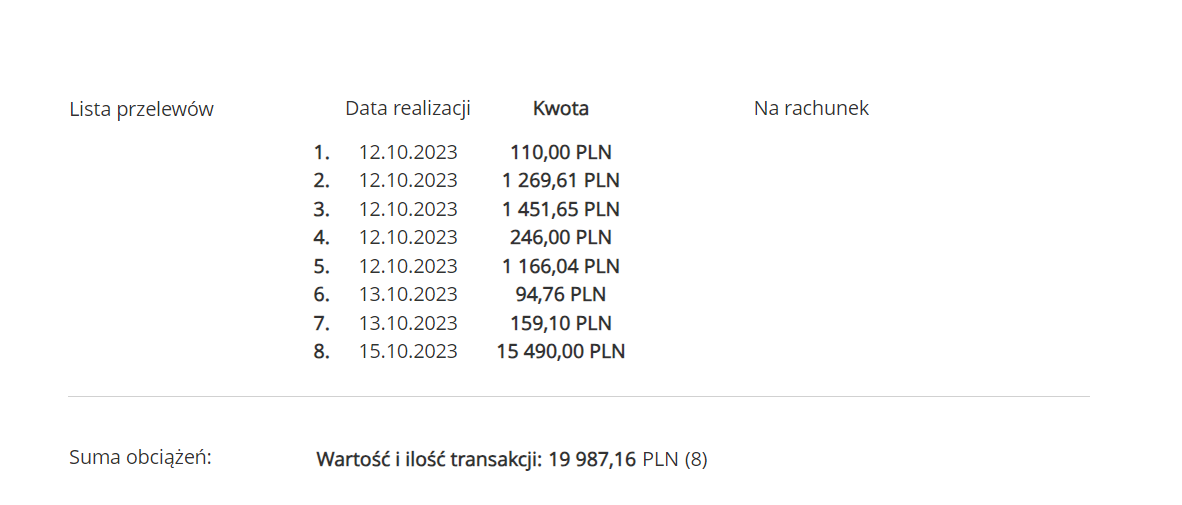 Lista przelewów Data realizacji Kwota Na rachunek
1. 12.10.2023 110,00 PLN
2. 12.10.2023 1 269,61 PLN
3. 12.10.2023 1 451,65 PLN
4. 12.10.2023 246,00 PLN
5. 12.10.2023 1 166,04 PLN
6. 13.10.2023 94,76 PLN
7. 13.10.2023 159,10 PLN
8. 15.10.2023 15 490,00 PLN
Suma obciążeń: Wartość i ilość transakcji: 19 987,16 PLN (8)